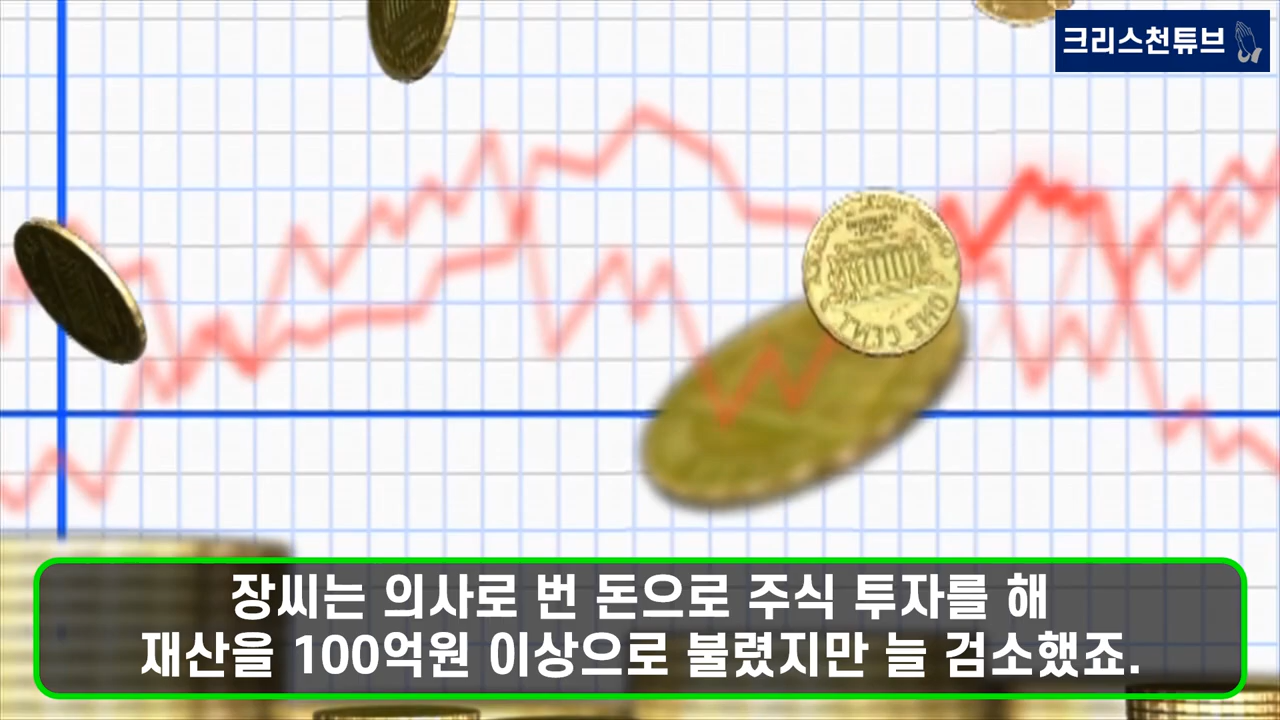 크리스천튜브
ONE CENT
장씨는 의사로 번 돈으로 주식 투자를 해
재산을 100억원 이상으로 불렸지만 늘 검소했죠.